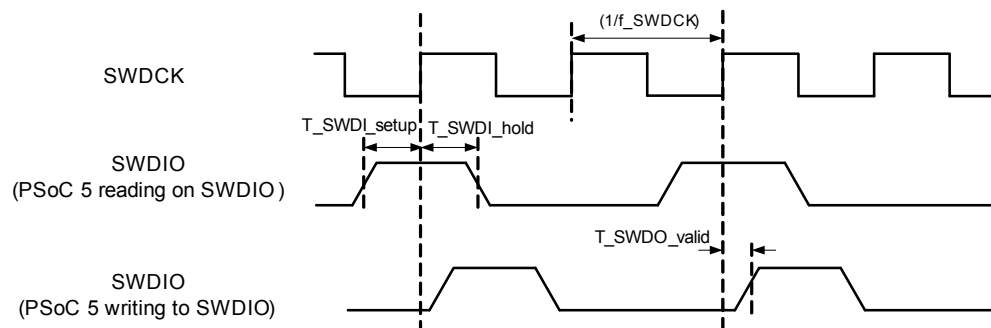 (1/f_SWDCK)
SWDCK
T_SWDI_setup
T_SWDI_hold
SWDIO
(PSoC 5 reading on SWDIO )
T_SWDO_valid
SWDIO
(PSoC 5 writing to SWDIO)